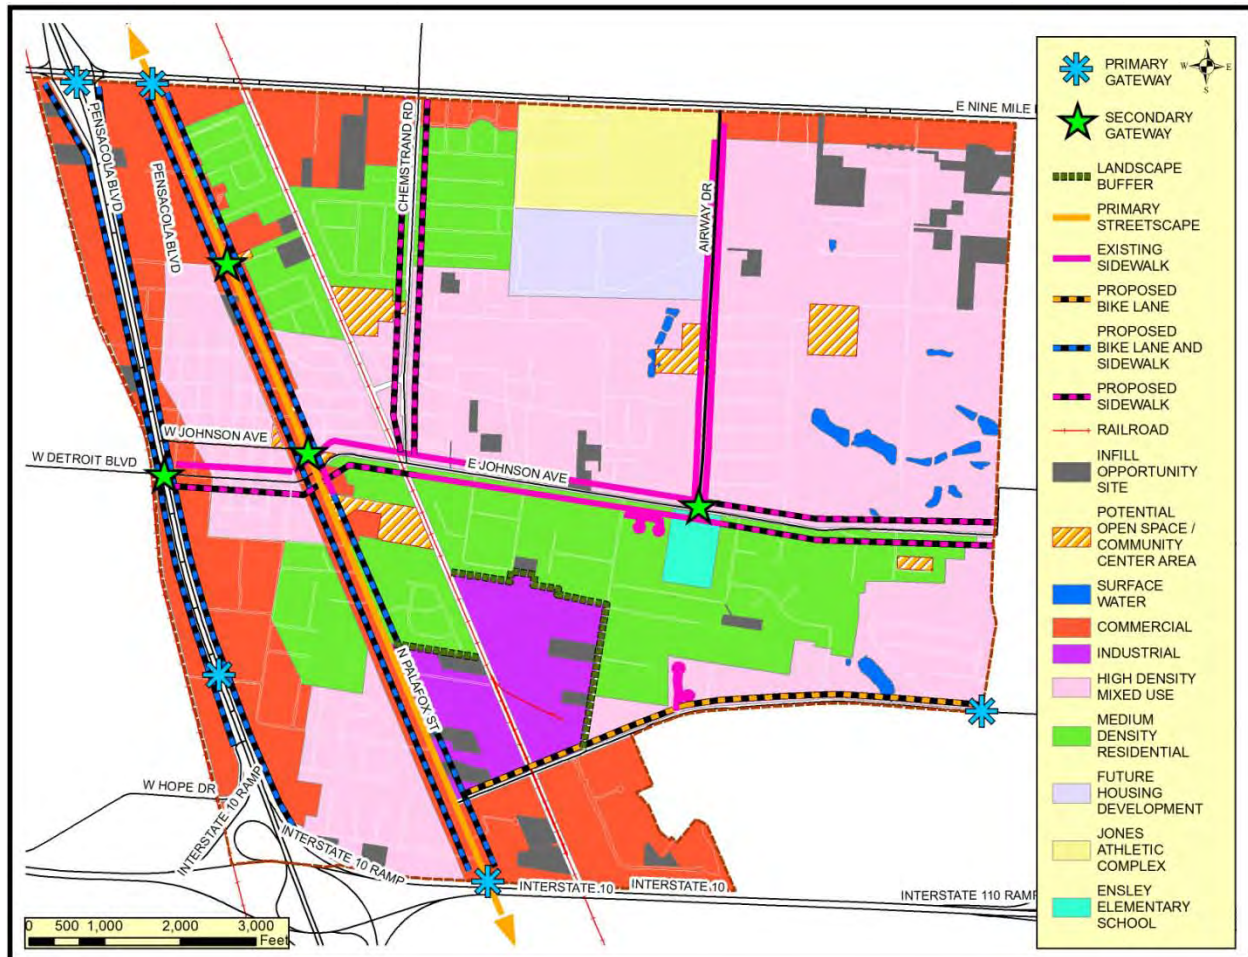 E NINE MILE
PENSACOLA BLVD
PENSACOLA BLVD
CHEMSTRAND RD
AIRWAY DR
W JOHNSON AVE
W DETROIT BLVD
E JOHNSON AVE
N PALAFOX ST
W HOPE DR
INTERSTATE 10 RAMP
INTERSTATE 10 RAMP
INTERSTATE 10
INTERSTATE 10
INTERSTATE 110 RAMP
0 500 1,000 2,000 3,000
Feet
N
W E
S
PRIMARY
GATEWAY
SECONDARY
GATEWAY
LANDSCAPE
BUFFER
PRIMARY
STREETSCAPE
EXISTING
SIDEWALK
PROPOSED
BIKE LANE
PROPOSED
BIKE LANE AND
SIDEWALK
PROPOSED
SIDEWALK
RAILROAD
INFILL
OPPORTUNITY
SITE
POTENTIAL
OPEN SPACE /
COMMUNITY
CENTER AREA
SURFACE
WATER
COMMERCIAL
INDUSTRIAL
HIGH DENSITY
MIXED USE
MEDIUM
DENSITY
RESIDENTIAL
FUTURE
HOUSING
DEVELOPMENT
JONES
ATHLETIC
COMPLEX
ENSLEY
ELEMENTARY
SCHOOL